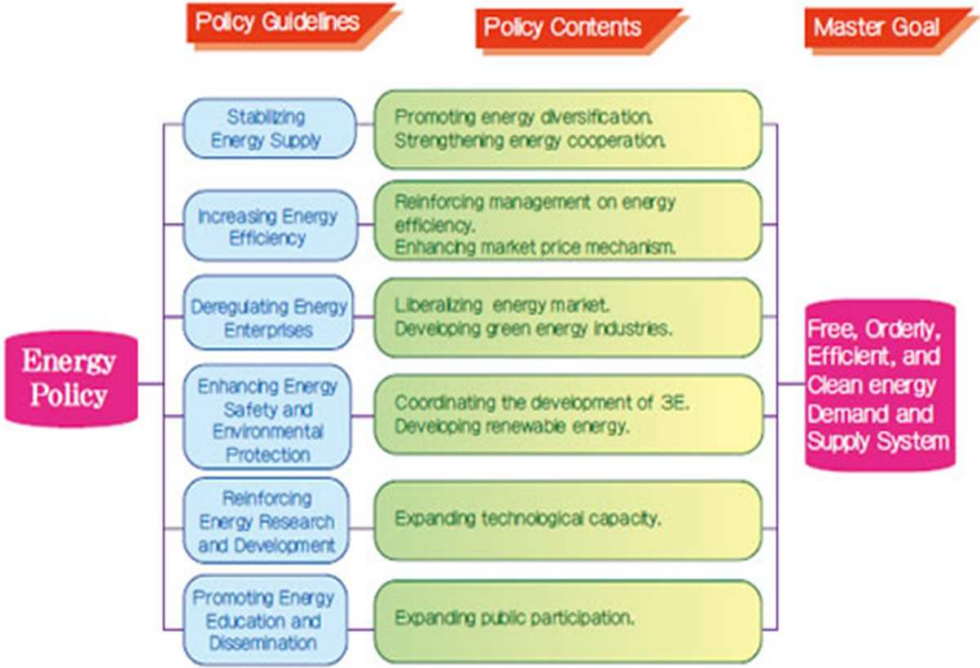 Policy Guidelines
Policy Contents
Master Goal
Energy
Policy
Stabilizing
Energy Supply
Promoting energy diversification.
Strengthening energy cooperation.
Increasing Energy
Efficiency
Reinforcing management on energy
efficiency.
Enhancing market price mechanism.
Deregulating Energy
Enterprises
Liberalizing energy market.
Developing green energy industries.
Enhancing Energy
Safety and
Environmental
Protection
Coordinating the development of 3E.
Developing renewable energy.
Reinforcing
Energy Research
and Development
Expanding technological capacity.
Promoting Energy
Education and
Dissemination
Expanding public participation.
Free, Orderly,
Efficient, and
Clean energy
Demand and
Supply System